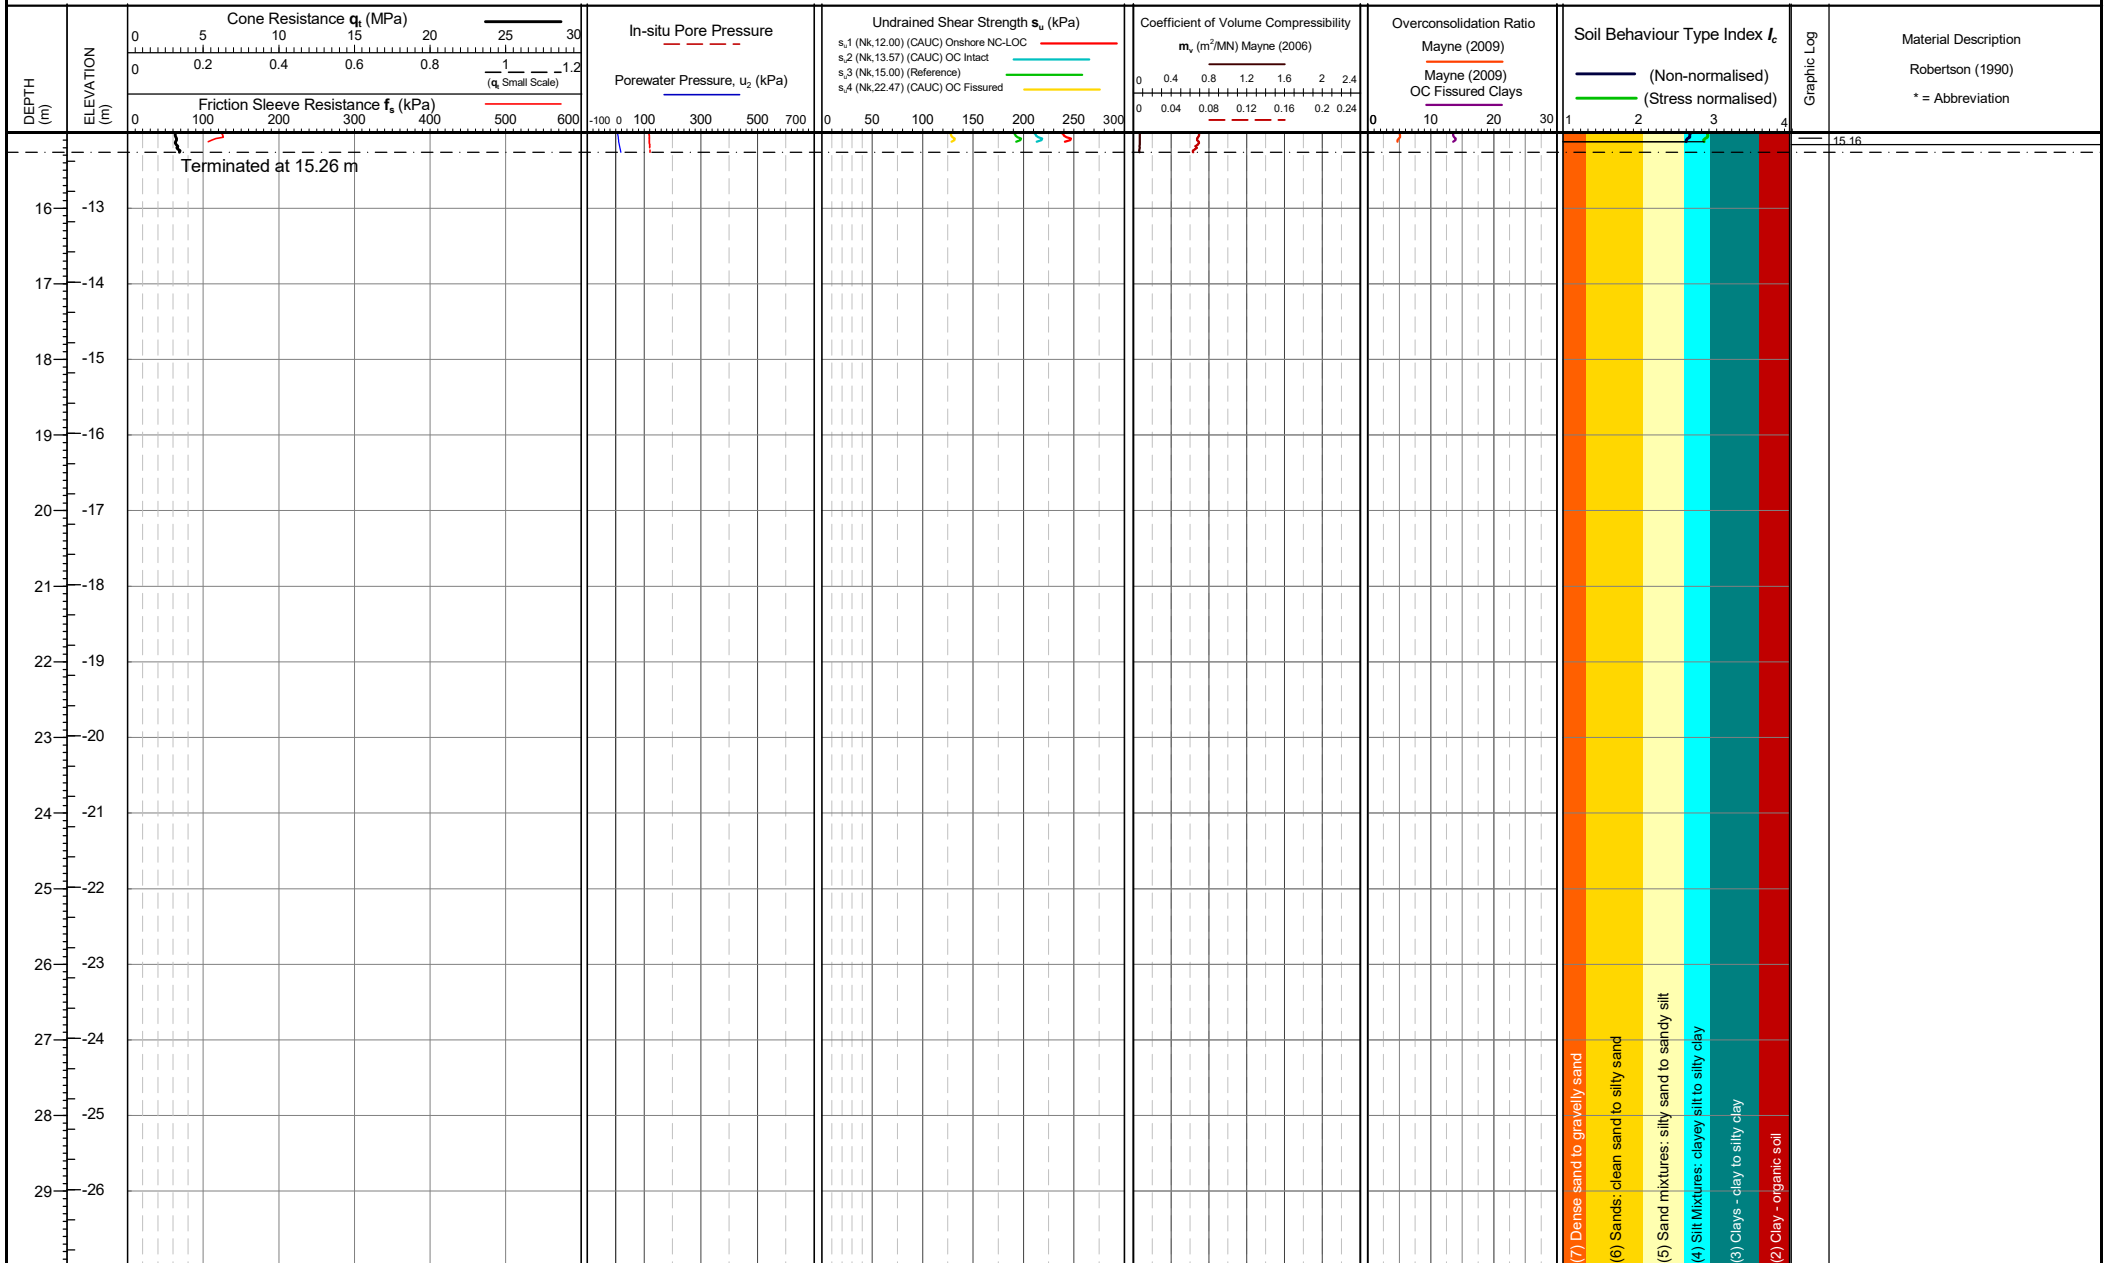 DEPTH
(m)
ELEVATION
(m)
Cone Resistance qt (MPa)
0 5 10 15 20 25 30
0 0.2 0.4 0.6 0.8 1 1.2
(qt Small Scale)
Friction Sleeve Resistance fs (kPa)
0 100 200 300 400 500 600
In-situ Pore Pressure
Porewater Pressure, u2 (kPa)
-100 0 100 300 500 700
Undrained Shear Strength su (kPa)
su1 (Nk,12.00) (CAUC) Onshore NC-LOC
su2 (Nk,13.57) (CAUC) OC Intact
su3 (Nk,15.00) (Reference)
su4 (Nk,22.47) (CAUC) OC Fissured
0 50 100 150 200 250 300
Coefficient of Volume Compressibility
mv (m²/MN) Mayne (2006)
0 0.4 0.8 1.2 1.6 2 2.4
0 0.04 0.08 0.12 0.16 0.2 0.24
Overconsolidation Ratio
Mayne (2009)
Mayne (2009)
OC Fissured Clays
0 10 20 30
Soil Behaviour Type Index Ic
(Non-normalised)
(Stress normalised)
1 2 3 4
Graphic Log
Material Description
Robertson (1990)
* = Abbreviation
15.16
Terminated at 15.26 m
16 -13
17 -14
18 -15
19 -16
20 -17
21 -18
22 -19
23 -20
24 -21
25 -22
26 -23
27 -24
28 -25
29 -26
(7) Dense sand to gravelly sand
(6) Sands: clean sand to silty sand
(5) Sand mixtures: silty sand to sandy silt
(4) Silt Mixtures: clayey silt to silty clay
(3) Clays - clay to silty clay
(2) Clay - organic soil